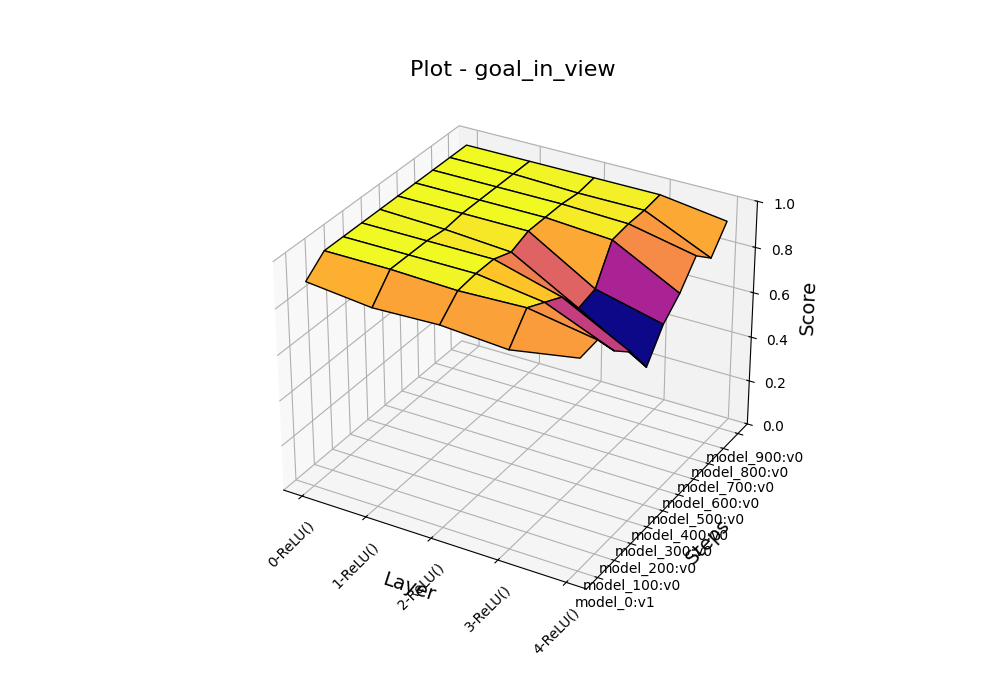 Plot - goal_in_view
1.0
0.8
0.6
0.4
0.2
0.0
Score
model_900:v0
model_800:v0
model_700:v0
model_600:v0
model_500:v0
model_400:v0
model_300:v0
model_200:v0
model_100:v0
model_0:v1
Steps
0-ReLU()
1-ReLU()
2-ReLU()
3-ReLU()
4-ReLU()
Layer